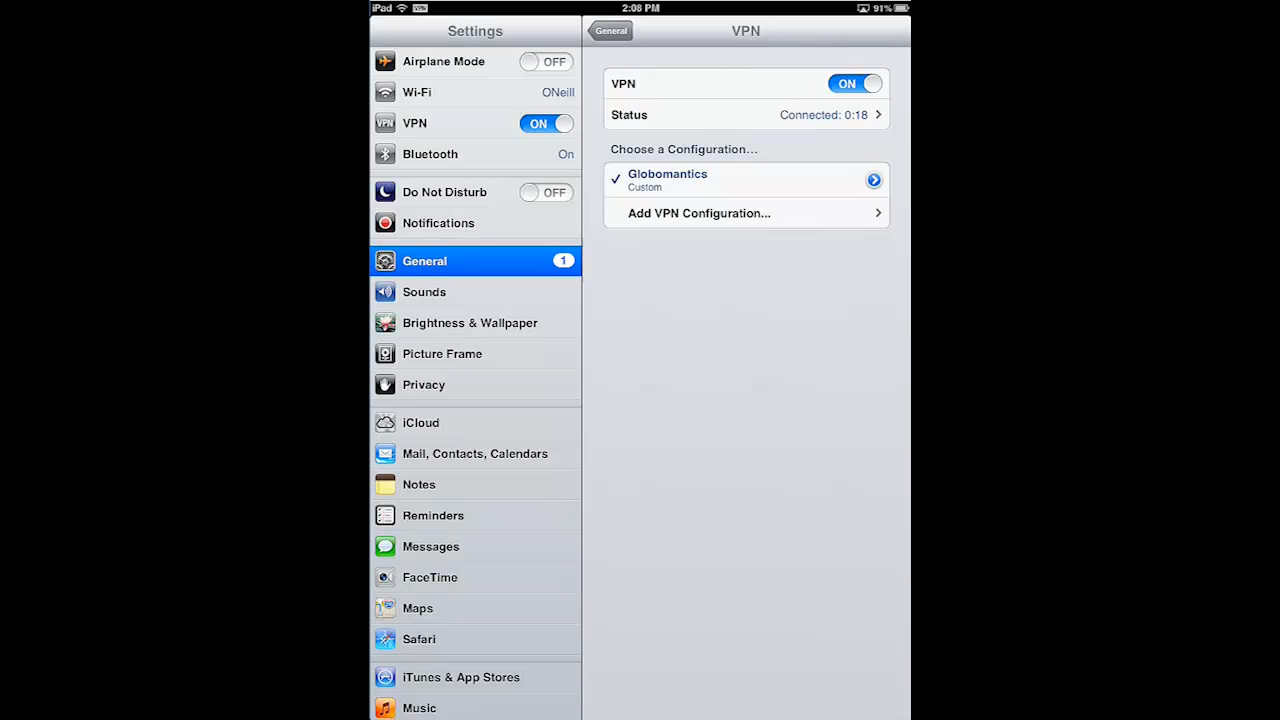 iPad VPN 2:08 PM 91%
Settings
Airplane Mode OFF
Wi-Fi ONeill
VPN VPN ON
Bluetooth On
Do Not Disturb OFF
Notifications
General 1
Sounds
Brightness & Wallpaper
Picture Frame
Privacy
iCloud
Mail, Contacts, Calendars
Notes
Reminders
Messages
FaceTime
Maps
Safari
iTunes & App Stores
Music
General VPN
VPN ON
Status Connected: 0:18
Choose a Configuration...
Globomantics
Custom
Add VPN Configuration...